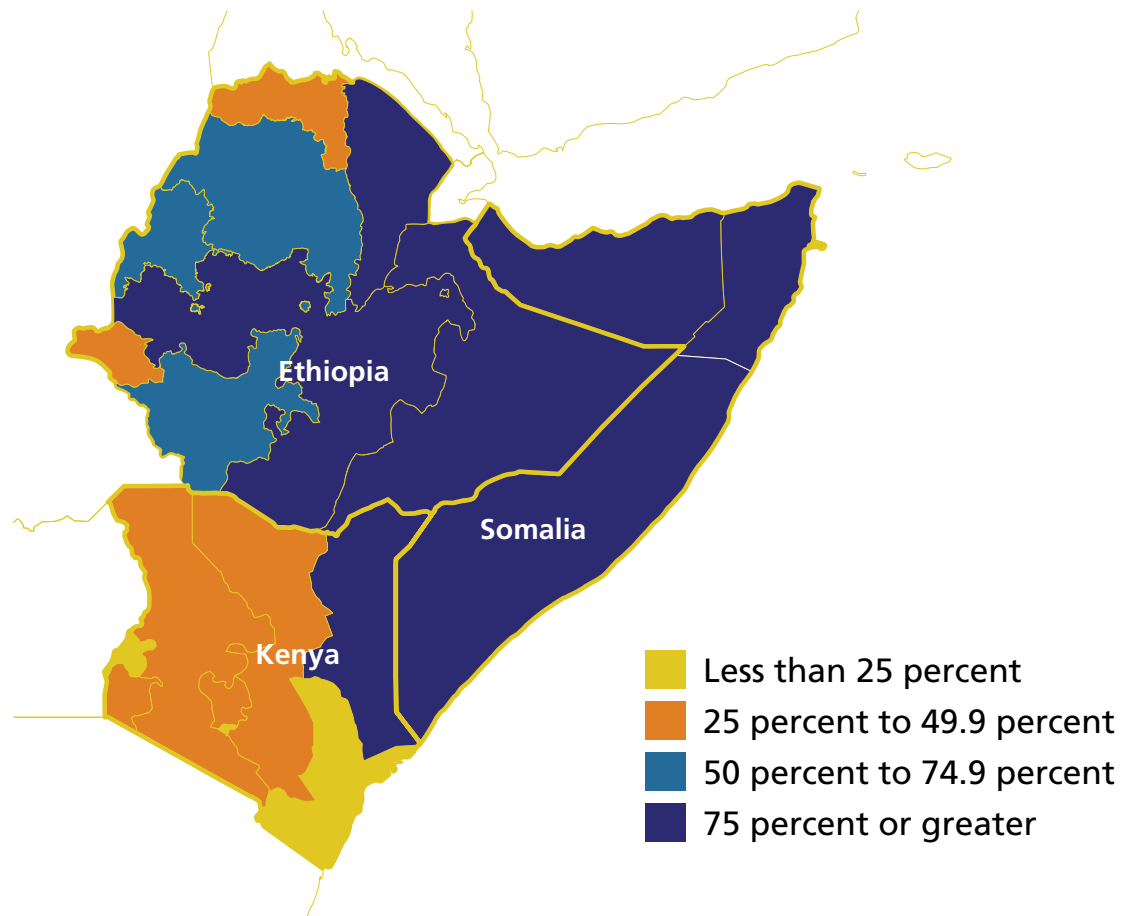 Ethiopia
Somalia
Kenya
Less than 25 percent
25 percent to 49.9 percent
50 percent to 74.9 percent
75 percent or greater